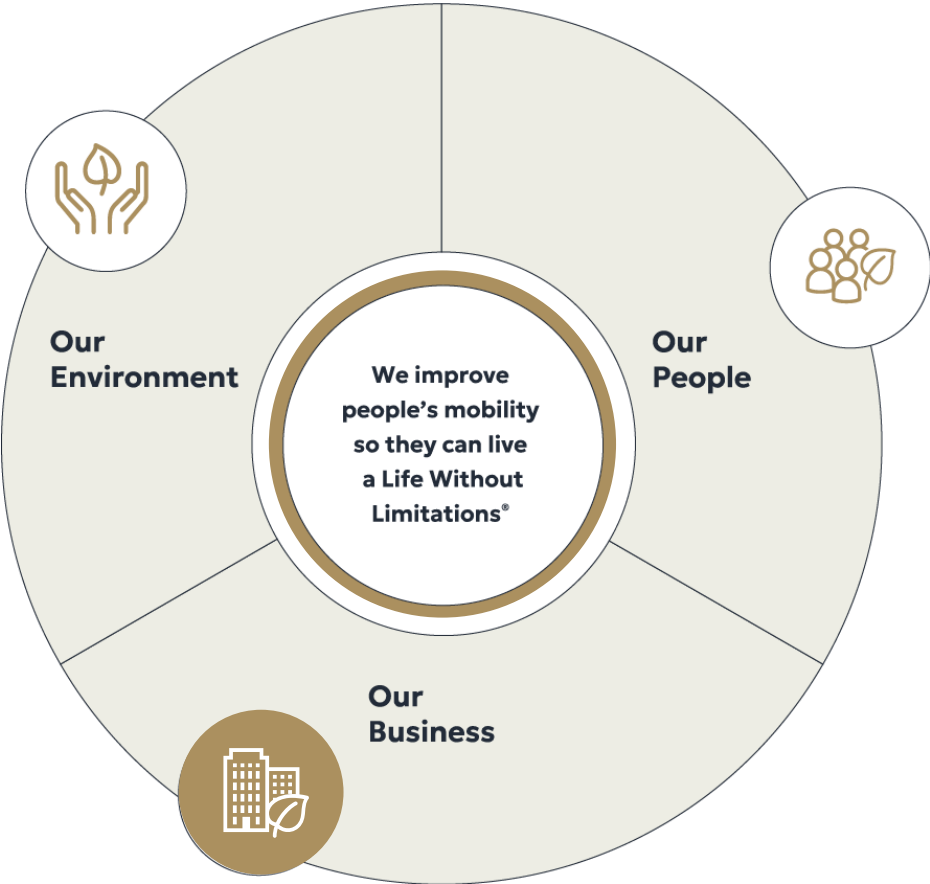 Our
Environment
Our
People
We improve
people’s mobility
so they can live
a Life Without
Limitations®
Our
Business